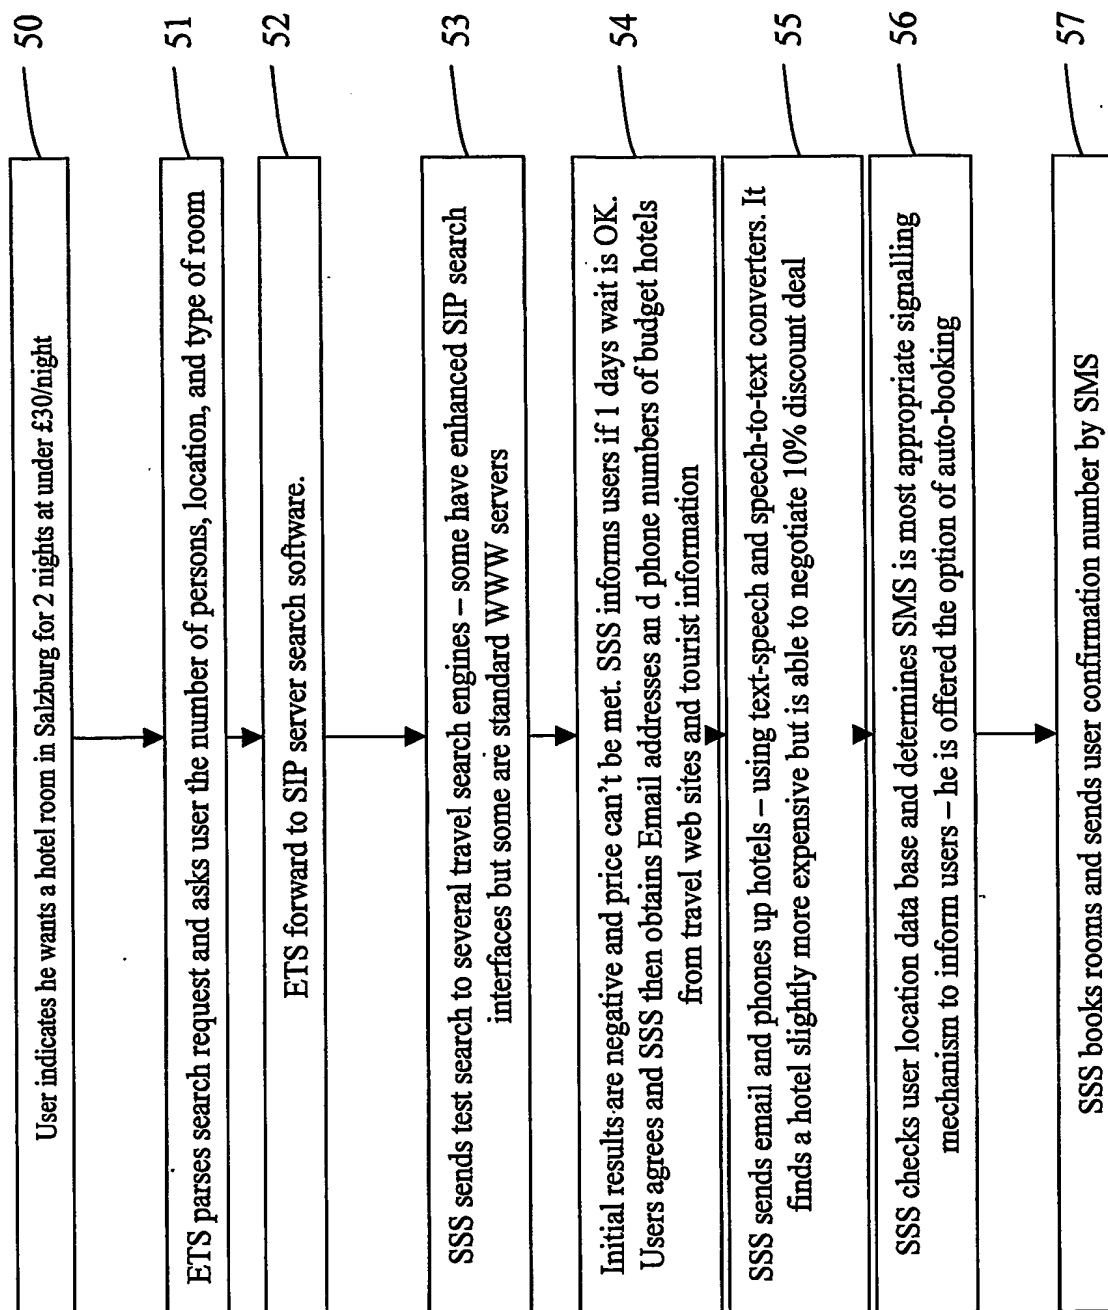 50
User indicates he wants a hotel room in Salzburg for 2 nights at under £30/night
51
ETS parses search request and asks user the number of persons, location, and type of room
52
ETS forward to SIP server search software.
53
SSS sends test search to several travel search engines – some have enhanced SIP search
interfaces but some are standard WWW servers
54
Initial results are negative and price can't be met. SSS informs users if 1 days wait is OK.
Users agrees and SSS then obtains Email addresses an d phone numbers of budget hotels
from travel web sites and tourist information
55
SSS sends email and phones up hotels – using text-speech and speech-to-text converters. It
finds a hotel slightly more expensive but is able to negotiate 10% discount deal
56
SSS checks user location data base and determines SMS is most appropriate signalling
mechanism to inform users – he is offered the option of auto-booking
57
SSS books rooms and sends user confirmation number by SMS